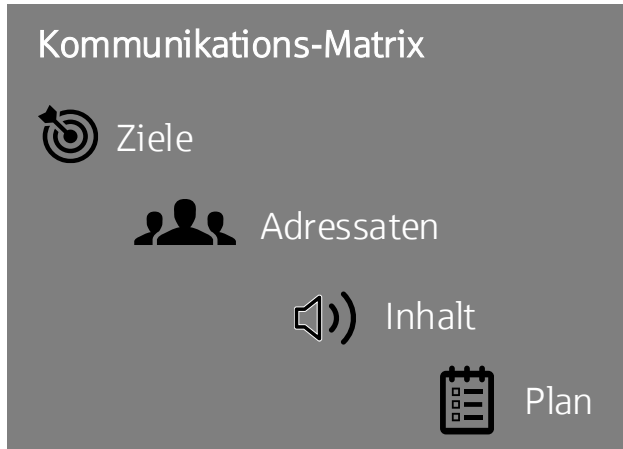 Kommunikations-Matrix
Ziele
Adressaten
Inhalt
Plan